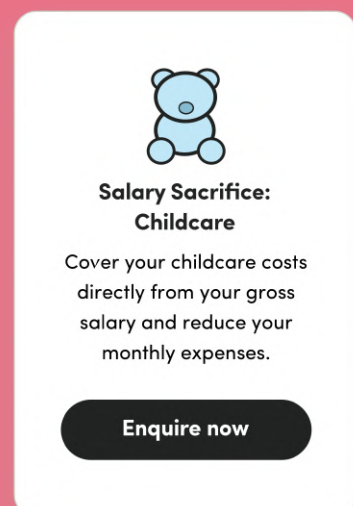 Salary Sacrifice:
Childcare
Cover your childcare costs
directly from your gross
salary and reduce your
monthly expenses.
Enquire now